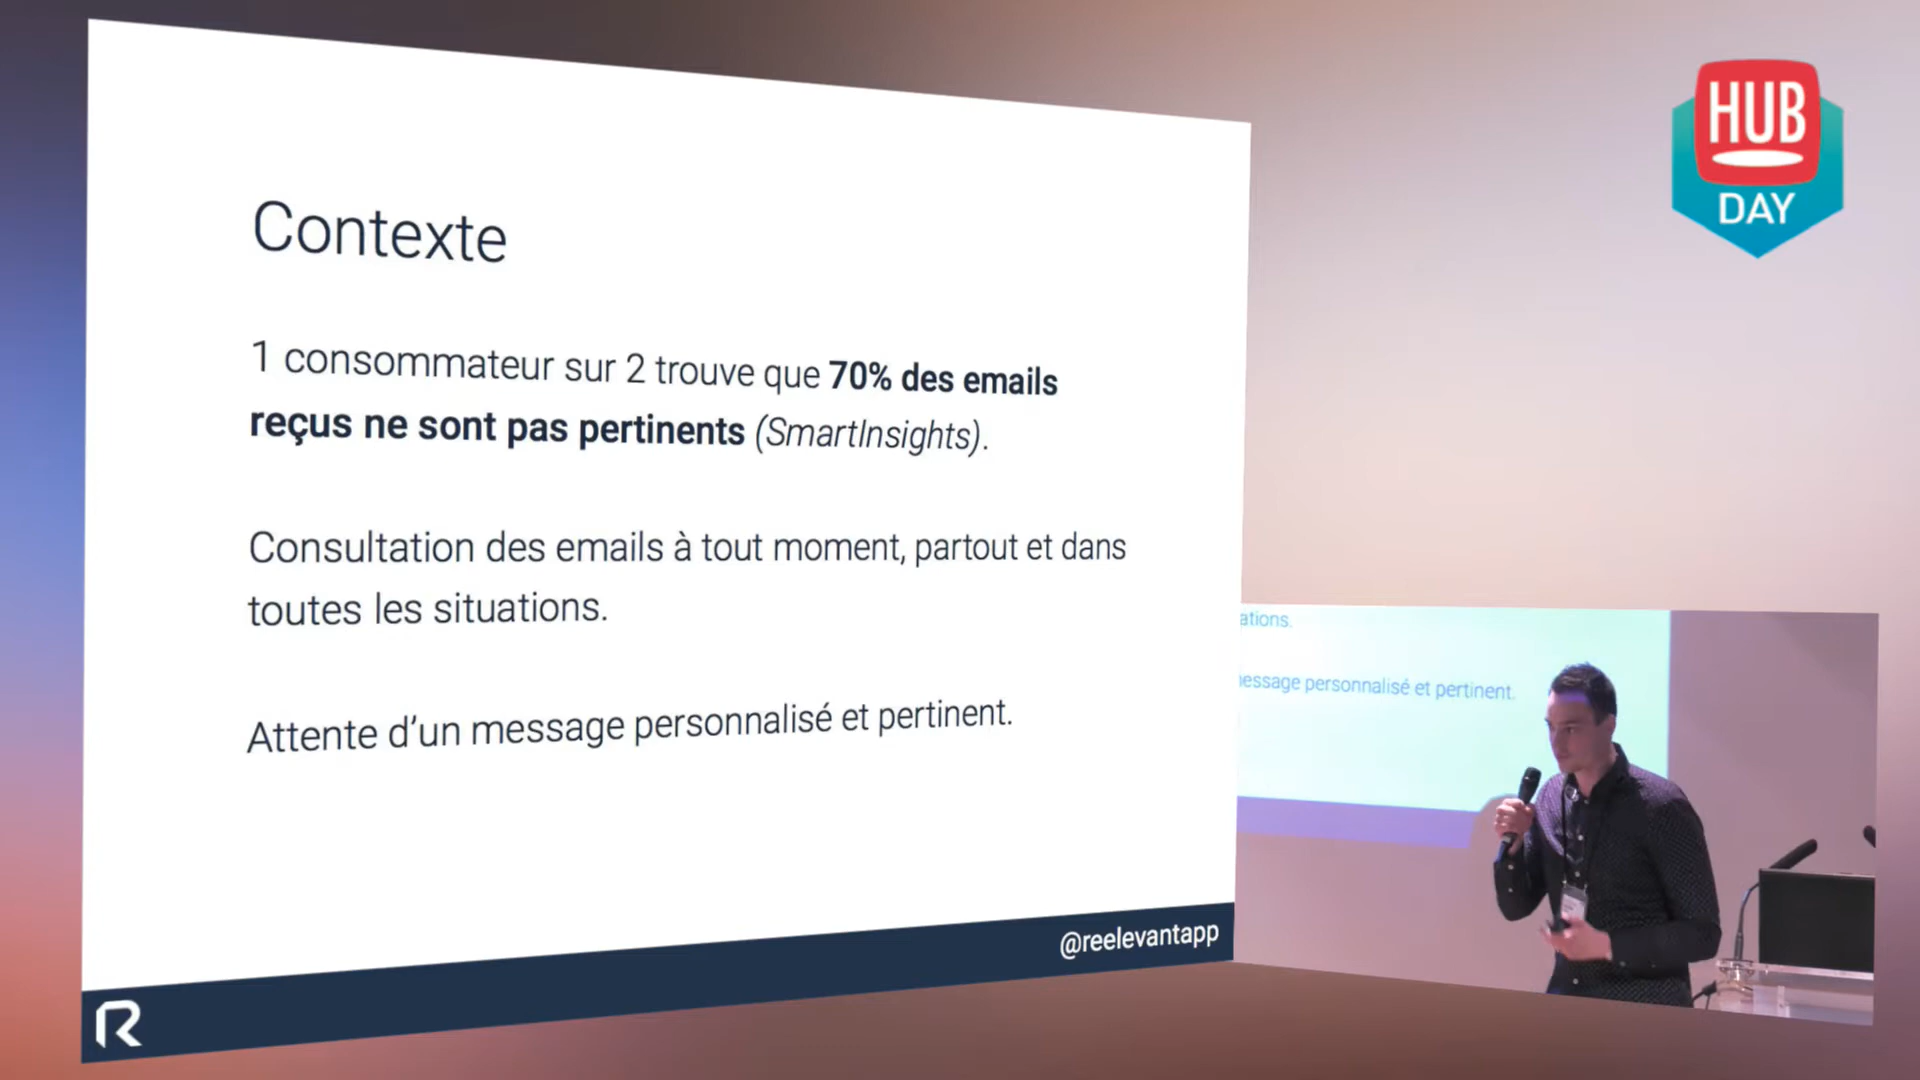 Contexte
1 consommateur sur 2 trouve que 70% des emails
reçus ne sont pas pertinents (SmartInsights).
Consultation des emails à tout moment, partout et dans
toutes les situations.
Attente d'un message personnalisé et pertinent.
@reelevantapp
R
HUB
DAY
ations.
essage personnalisé et pertinent.